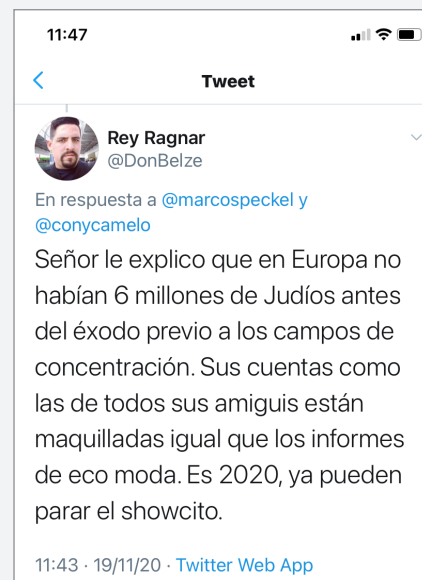 11:47
Tweet
Rey Ragnar
@DonBelze
En respuesta a @marcospeckel y
@conycamelo
Señor le explico que en Europa no
habían 6 millones de Judíos antes
del éxodo previo a los campos de
concentración. Sus cuentas como
las de todos sus amiguis están
maquilladas igual que los informes
de eco moda. Es 2020, ya pueden
parar el showcito.
11:43 · 19/11/20 · Twitter Web App